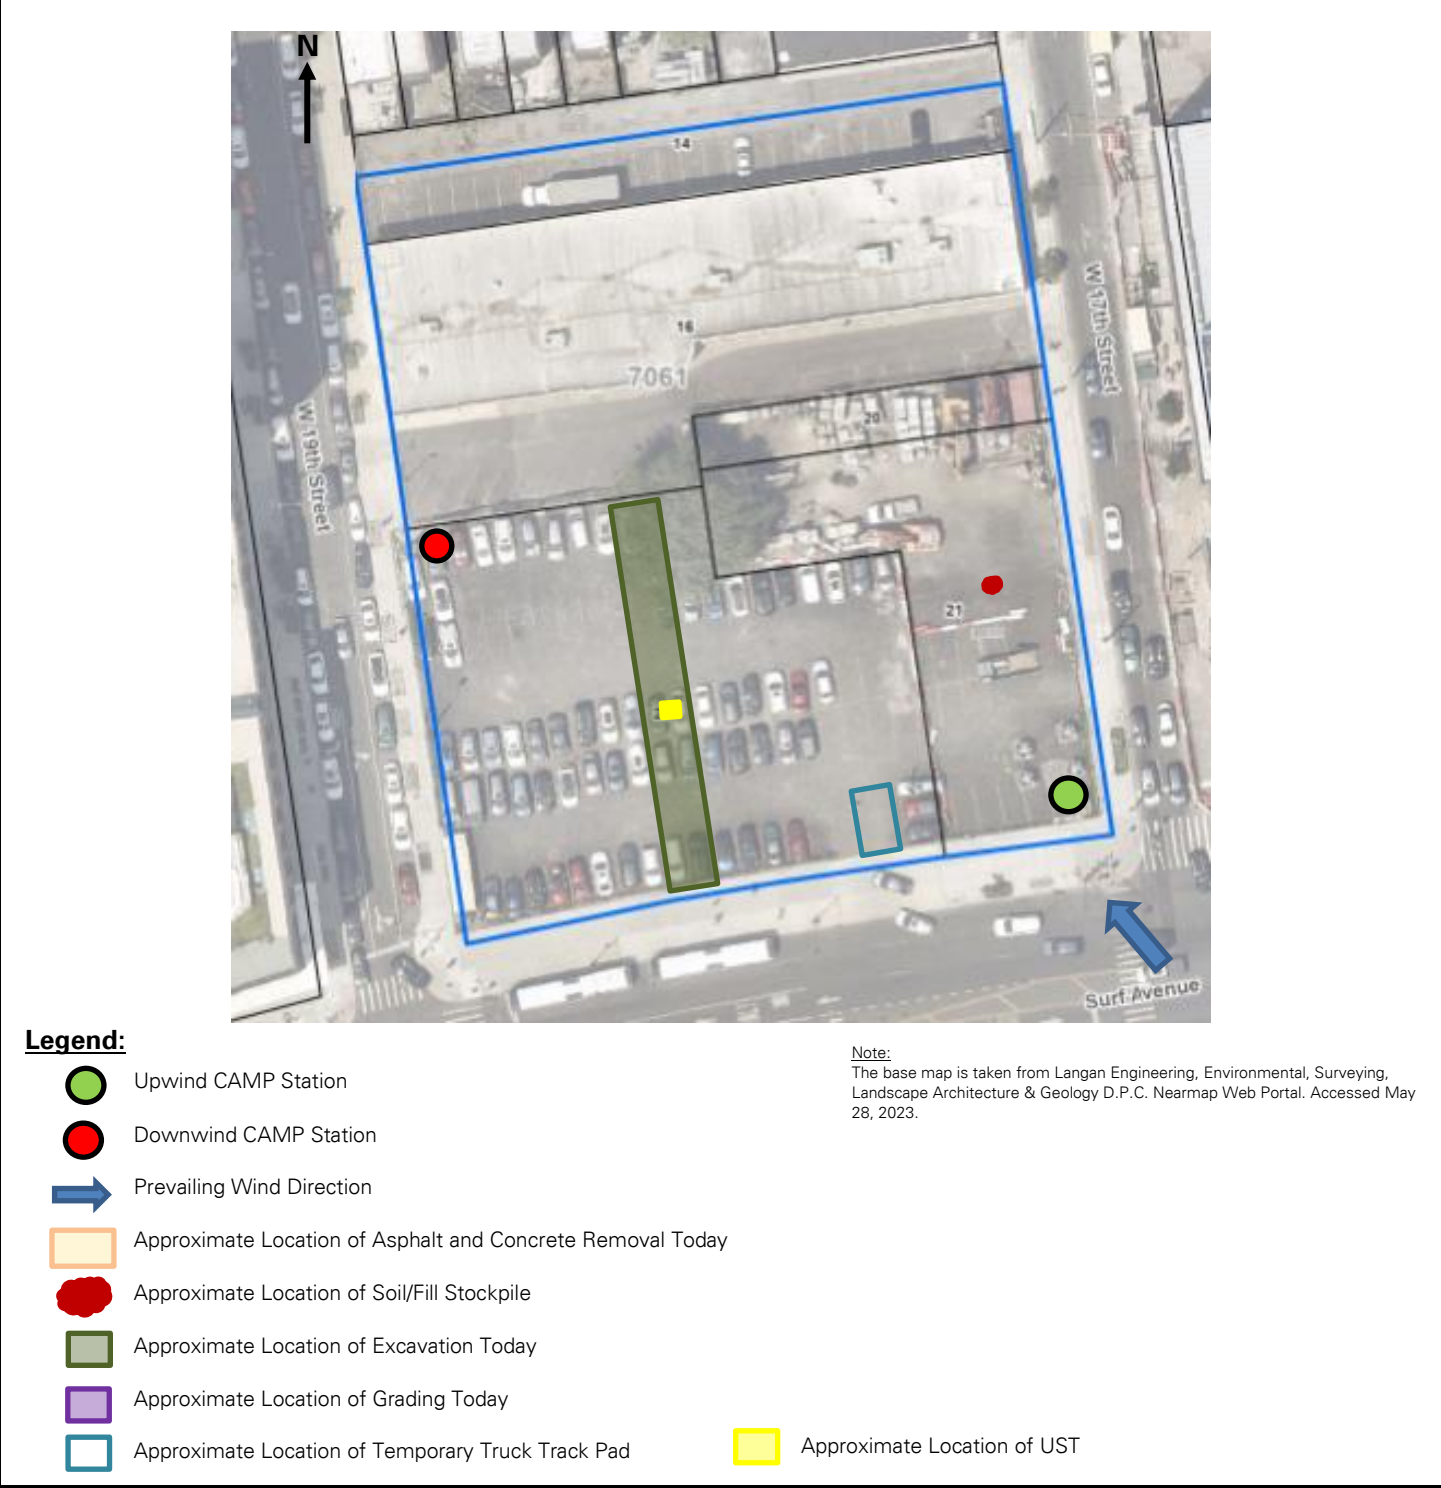 N
14
16
7061
20
W 17th Street
W 19th Street
21
Surf Avenue
Legend:
Upwind CAMP Station
Downwind CAMP Station
Prevailing Wind Direction
Approximate Location of Asphalt and Concrete Removal Today
Approximate Location of Soil/Fill Stockpile
Approximate Location of Excavation Today
Approximate Location of Grading Today
Approximate Location of Temporary Truck Track Pad
Approximate Location of UST
Note:
The base map is taken from Langan Engineering, Environmental, Surveying,
Landscape Architecture & Geology D.P.C. Nearmap Web Portal. Accessed May
28, 2023.